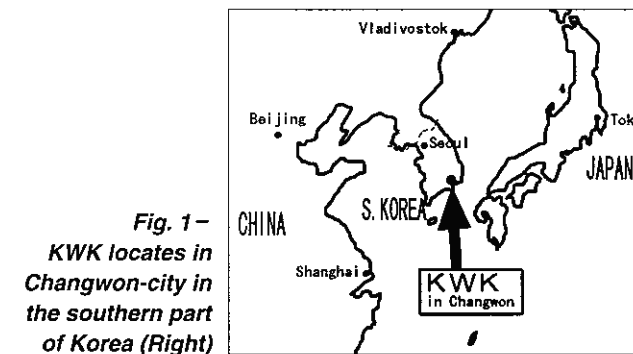 Vladivostok
Beijing
Seoul
Tok
JAPAN
S. KOREA
CHINA
Shanghai
KWK
in Changwon
Fig. 1–
KWK locates in
Changwon-city in
the southern part
of Korea (Right)